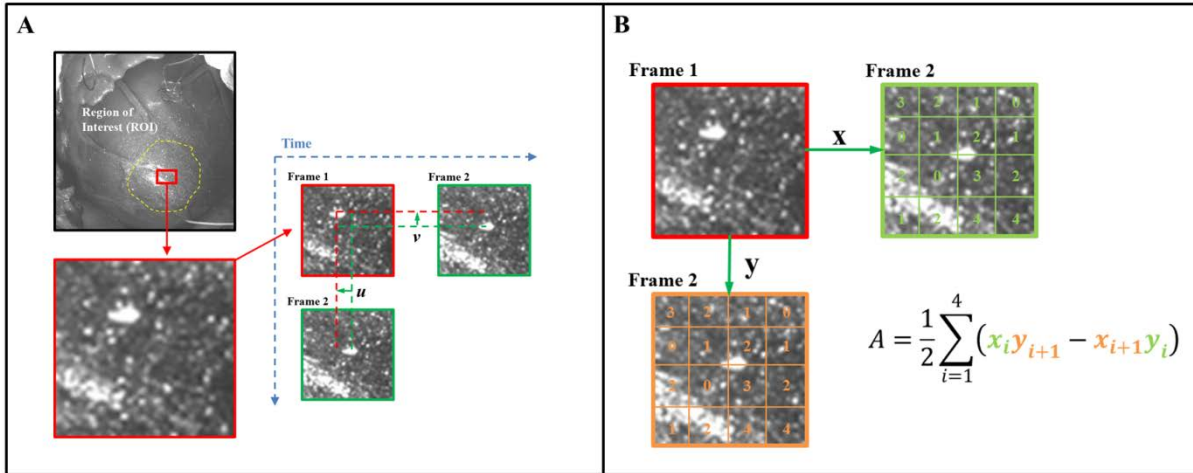 A
Region of
Interest (ROI)
Time
Frame 1
Frame 2
v
u
Frame 2
B
Frame 1
Frame 2
3 2 1 0
0 1 2 1
2 0 3 2
1 2 4 4
x
y
Frame 2
3 2 1 0
0 1 2 1
2 0 3 2
1 2 4 4
A = 1/2 ∑_{i=1}^{4} (x_i y_{i+1} − x_{i+1} y_i)